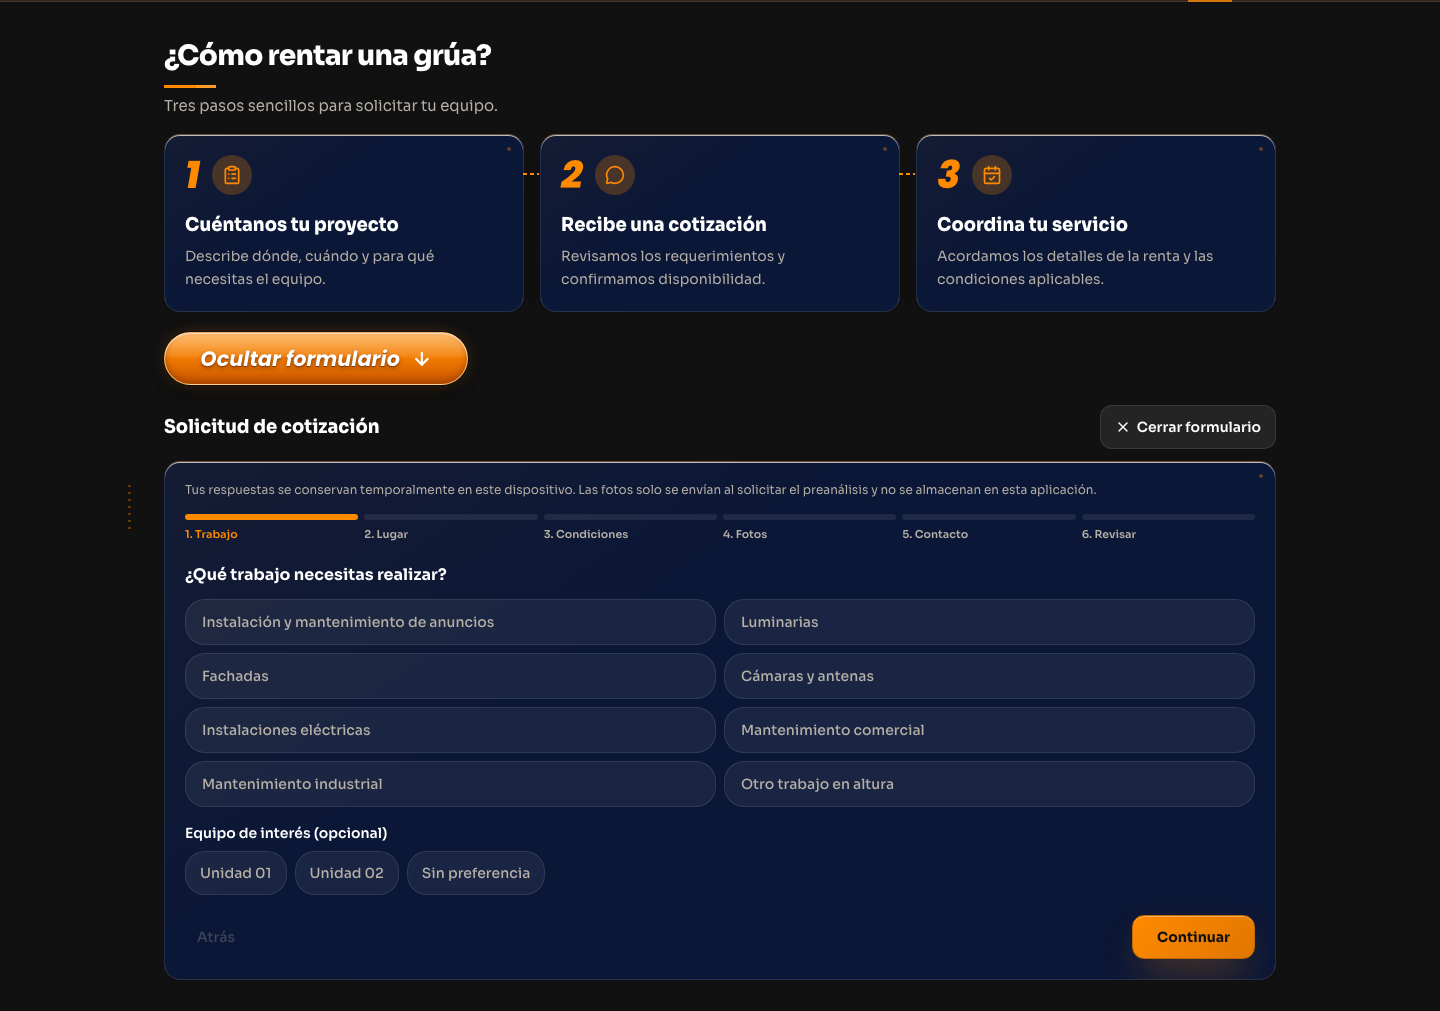 ¿Cómo rentar una grúa?
Tres pasos sencillos para solicitar tu equipo.
1
Cuéntanos tu proyecto
Describe dónde, cuándo y para qué
necesitas el equipo.
2
Recibe una cotización
Revisamos los requerimientos y
confirmamos disponibilidad.
3
Coordina tu servicio
Acordamos los detalles de la renta y las
condiciones aplicables.
Ocultar formulario
Solicitud de cotización
Cerrar formulario
Tus respuestas se conservan temporalmente en este dispositivo. Las fotos solo se envían al solicitar el preanálisis y no se almacenan en esta aplicación.
1. Trabajo
2. Lugar
3. Condiciones
4. Fotos
5. Contacto
6. Revisar
¿Qué trabajo necesitas realizar?
Instalación y mantenimiento de anuncios
Luminarias
Fachadas
Cámaras y antenas
Instalaciones eléctricas
Mantenimiento comercial
Mantenimiento industrial
Otro trabajo en altura
Equipo de interés (opcional)
Unidad 01
Unidad 02
Sin preferencia
Atrás
Continuar